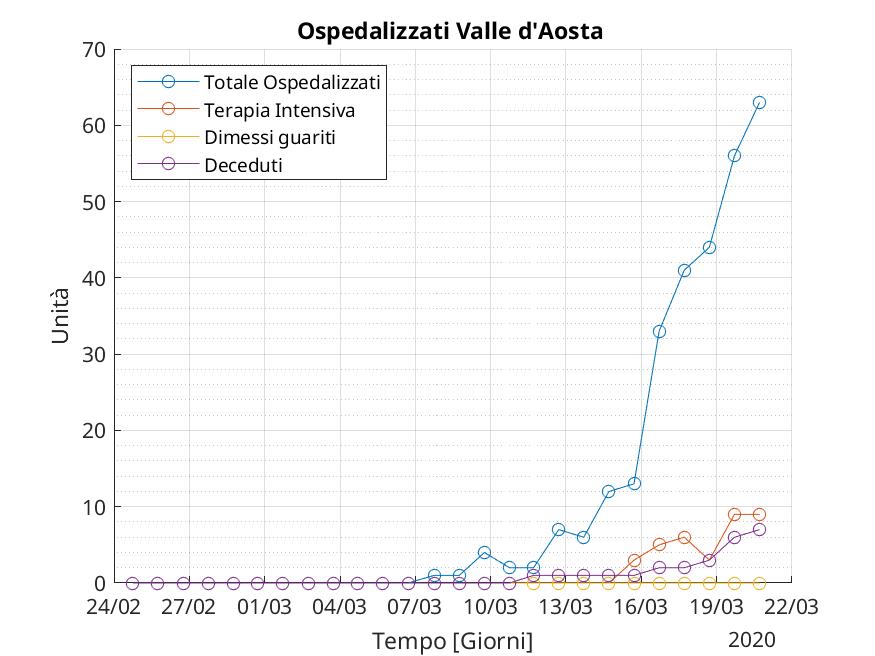 Ospedalizzati Valle d'Aosta
70
60
50
40
30
20
10
0
Unità
Totale Ospedalizzati
Terapia Intensiva
Dimessi guariti
Deceduti
24/02 27/02 01/03 04/03 07/03 10/03 13/03 16/03 19/03 22/03
Tempo [Giorni]
2020